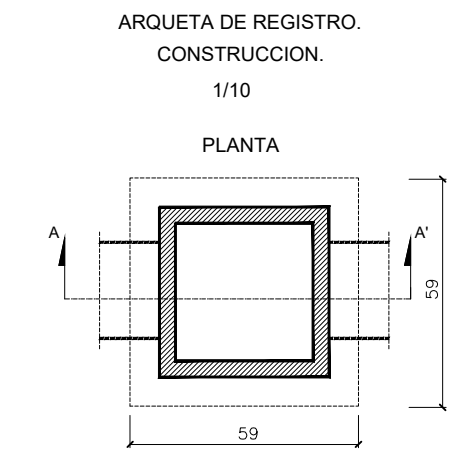 ARQUETA DE REGISTRO.
CONSTRUCCION.
1/10
PLANTA
A
A'
59
59